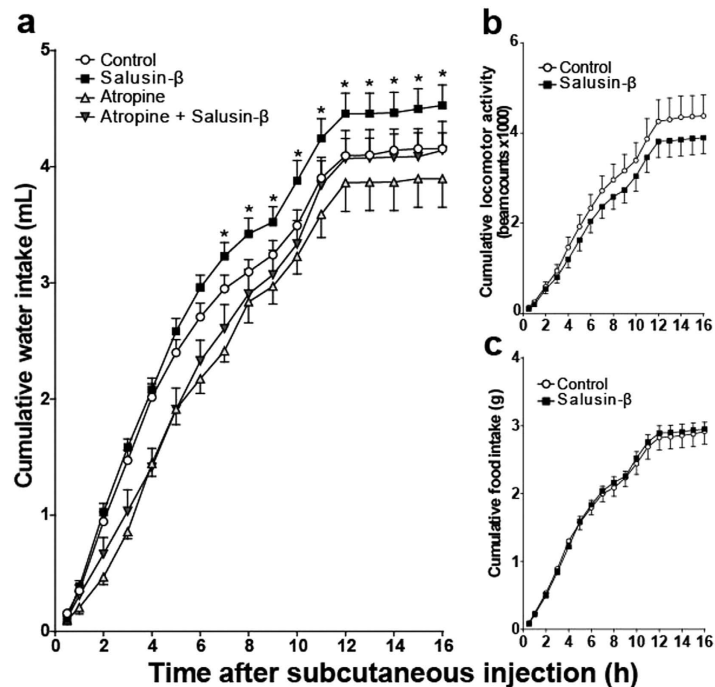 a
Cumulative water intake (mL)
5
4
3
2
1
0
Control
Salusin-β
Atropine
Atropine + Salusin-β
* * * * * * * * * *
0 2 4 6 8 10 12 14 16
b
Cumulative locomotor activity
(beamcounts x1000)
6
4
2
0
Control
Salusin-β
0 2 4 6 8 10 12 14 16
c
Cumulative food intake (g)
4
3
2
1
0
Control
Salusin-β
0 2 4 6 8 10 12 14 16
Time after subcutaneous injection (h)